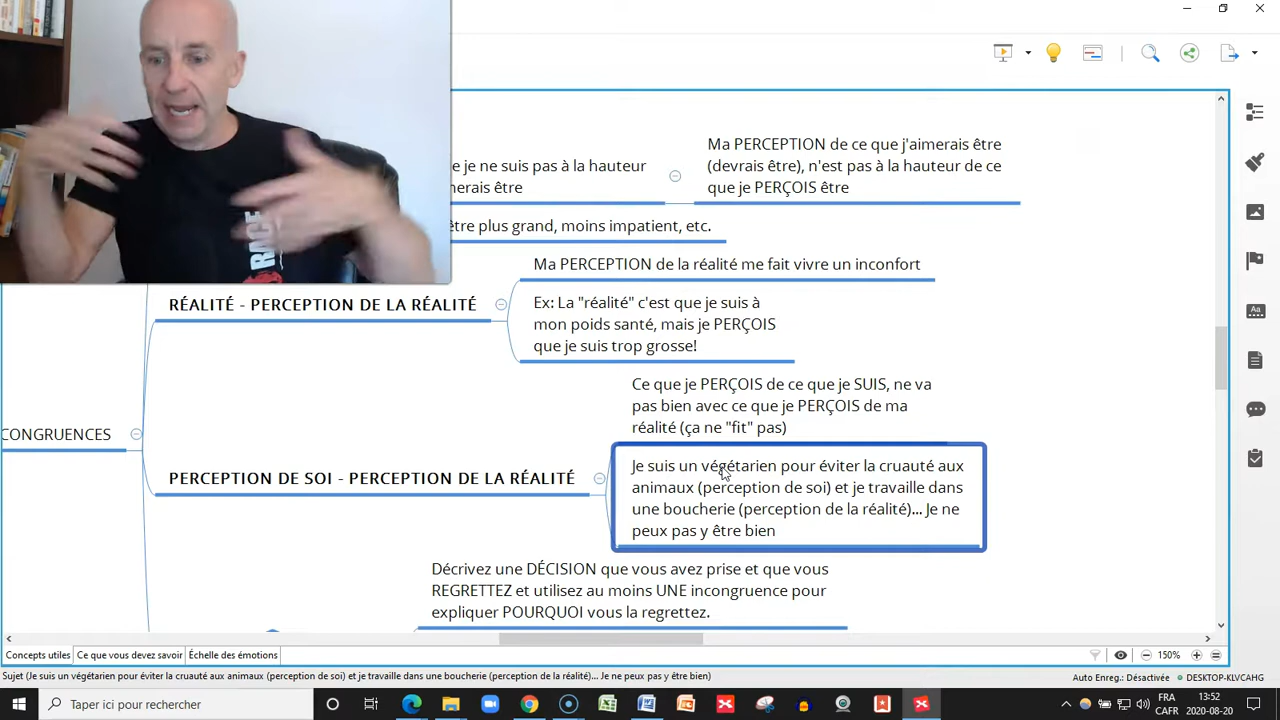 Ma PERCEPTION de ce que j'aimerais être
(devrais être), n'est pas à la hauteur de ce
que je PERÇOIS être
e je ne suis pas à la hauteur
être
être plus grand, moins impatient, etc.
Ma PERCEPTION de la réalité me fait vivre un inconfort
RÉALITÉ - PERCEPTION DE LA RÉALITÉ
Ex: La "réalité" c'est que je suis à
mon poids santé, mais je PERÇOIS
que je suis trop grosse!
Ce que je PERÇOIS de ce que je SUIS, ne va
pas bien avec ce que je PERÇOIS de ma
réalité (ça ne "fit" pas)
CONGRUENCES
PERCEPTION DE SOI - PERCEPTION DE LA RÉALITÉ
Je suis un végétarien pour éviter la cruauté aux
animaux (perception de soi) et je travaille dans
une boucherie (perception de la réalité)... Je ne
peux pas y être bien
Décrivez une DÉCISION que vous avez prise et que vous
REGRETTEZ et utilisez au moins UNE incongruence pour
expliquer POURQUOI vous la regrettez.
Concepts utiles Ce que vous devez savoir Échelle des émotions
150%
Sujet (Je suis un végétarien pour éviter la cruauté aux animaux (perception de soi) et je travaille dans une boucherie (perception de la réalité)... Je ne peux pas y être bien)
Auto Enreg.: Désactivée DESKTOP-KLVCAHG
Taper ici pour rechercher
FRA
CAFR
13:52
2020-08-20
RAGE
Aa